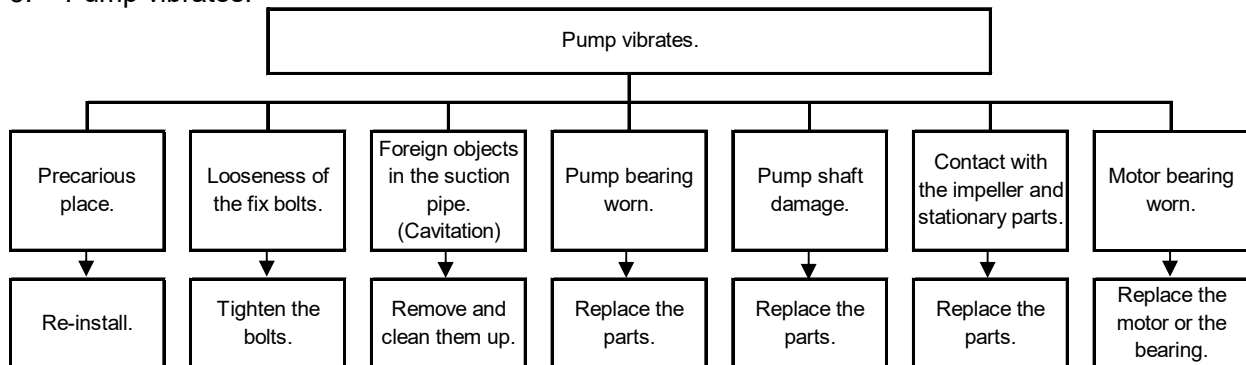 Pump vibrates.
Pump vibrates.
Precarious
place.
Looseness of
the fix bolts.
Foreign objects
in the suction
pipe.
(Cavitation)
Pump bearing
worn.
Pump shaft
damage.
Contact with
the impeller and
stationary parts.
Motor bearing
worn.
Re-install.
Tighten the
bolts.
Remove and
clean them up.
Replace the
parts.
Replace the
parts.
Replace the
parts.
Replace the
motor or the
bearing.